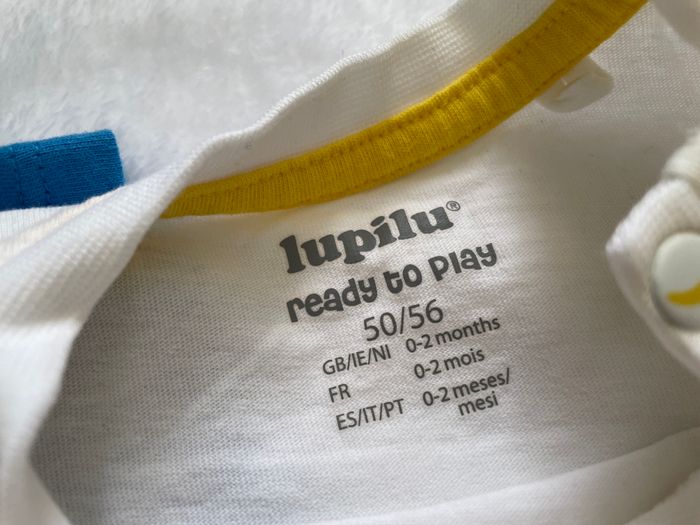 lupilu®
ready to play
50/56
GB/IE/NI 0-2 months
FR 0-2 mois
ES/IT/PT 0-2 meses/
mesi